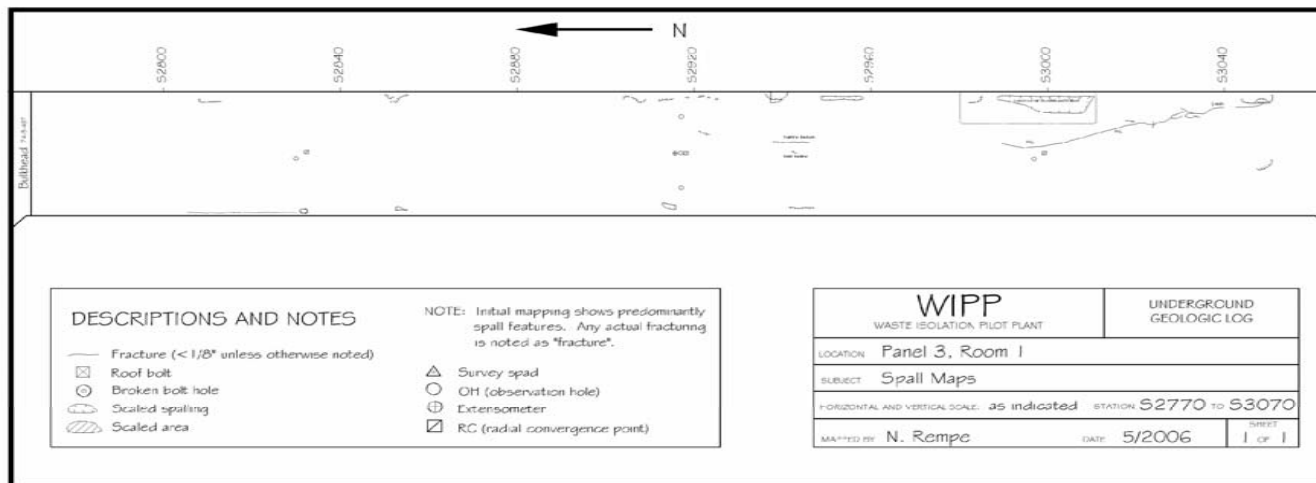 N
S2800
S2840
S2880
S2920
S2960
S3000
S3040
Bulkhead
DESCRIPTIONS AND NOTES
Fracture (<1/8" unless otherwise noted)
Roof bolt
Broken bolt hole
Scaled spalling
Scaled area
NOTE: Initial mapping shows predominantly
spall features. Any actual fracturing
is noted as "fracture".
Survey spad
OH (observation hole)
Extensometer
RC (radial convergence point)
WIPP
WASTE ISOLATION PILOT PLANT
UNDERGROUND
GEOLOGIC LOG
LOCATION Panel 3, Room 1
SUBJECT Spall Maps
HORIZONTAL AND VERTICAL SCALE: as indicated STATION S2770 TO S3070
MAPPED BY N. Rempe DATE 5/2006 SHEET 1 OF 1